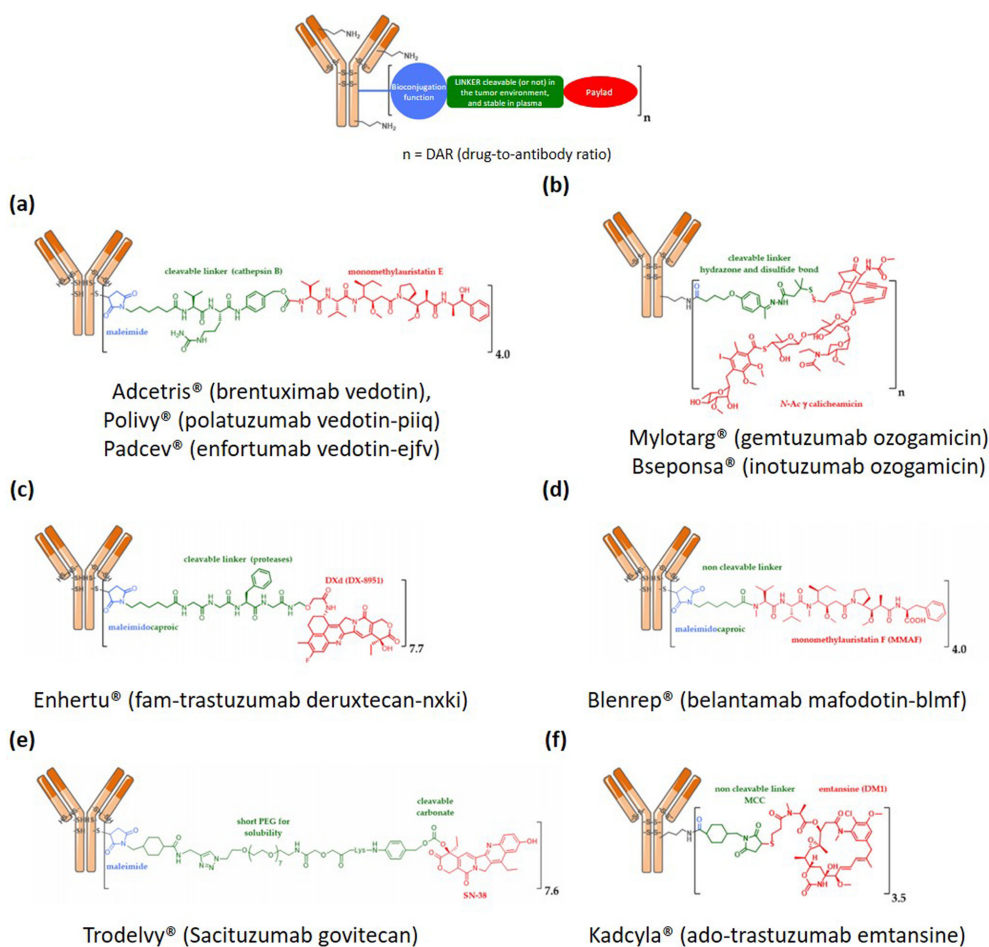 NH₂
NH₂
NH₂
-S-S-
-S-S-
Bioconjugation
function
LINKER cleavable (or not) in
the tumor environment,
and stable in plasma
Paylad
n
n = DAR (drug-to-antibody ratio)
(a)
cleavable linker (cathepsin B)
monomethylauristatin E
maleimide
4.0
Adcetris® (brentuximab vedotin),
Polivy® (polatuzumab vedotin-piiq)
Padcev® (enfortumab vedotin-ejfv)
(b)
cleavable linker
hydrazone and disulfide bond
N-Ac γ calicheamicin
n
Mylotarg® (gemtuzumab ozogamicin)
Bseponsa® (inotuzumab ozogamicin)
(c)
cleavable linker (proteases)
DXd (DX-8951)
maleimidocaproic
7.7
Enhertu® (fam-trastuzumab deruxtecan-nxki)
(d)
non cleavable linker
maleimidocaproic
monomethylauristatin F (MMAF)
4.0
Blenrep® (belantamab mafodotin-blmf)
(e)
short PEG for
solubility
cleavable
carbonate
Lys
maleimide
SN-38
7.6
Trodelvy® (Sacituzumab govitecan)
(f)
non cleavable linker
MCC
emtansine (DM1)
3.5
Kadcyla® (ado-trastuzumab emtansine)